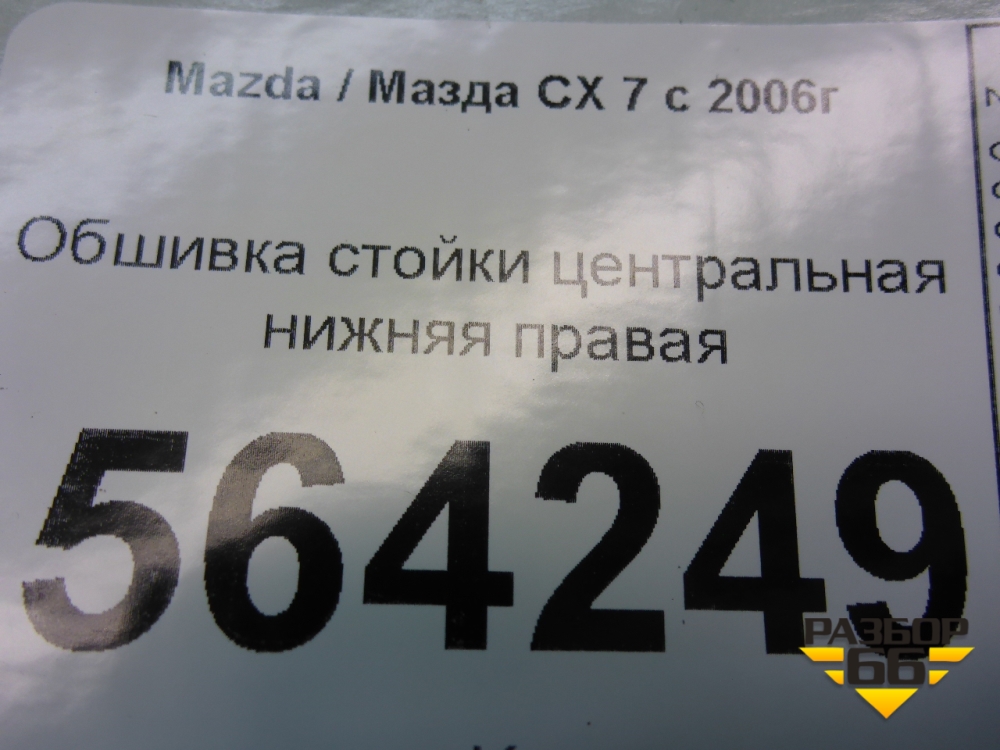 Mazda / Мазда CX 7 с 2006г
Обшивка стойки центральная
нижняя правая
564249
РАЗБОР
66